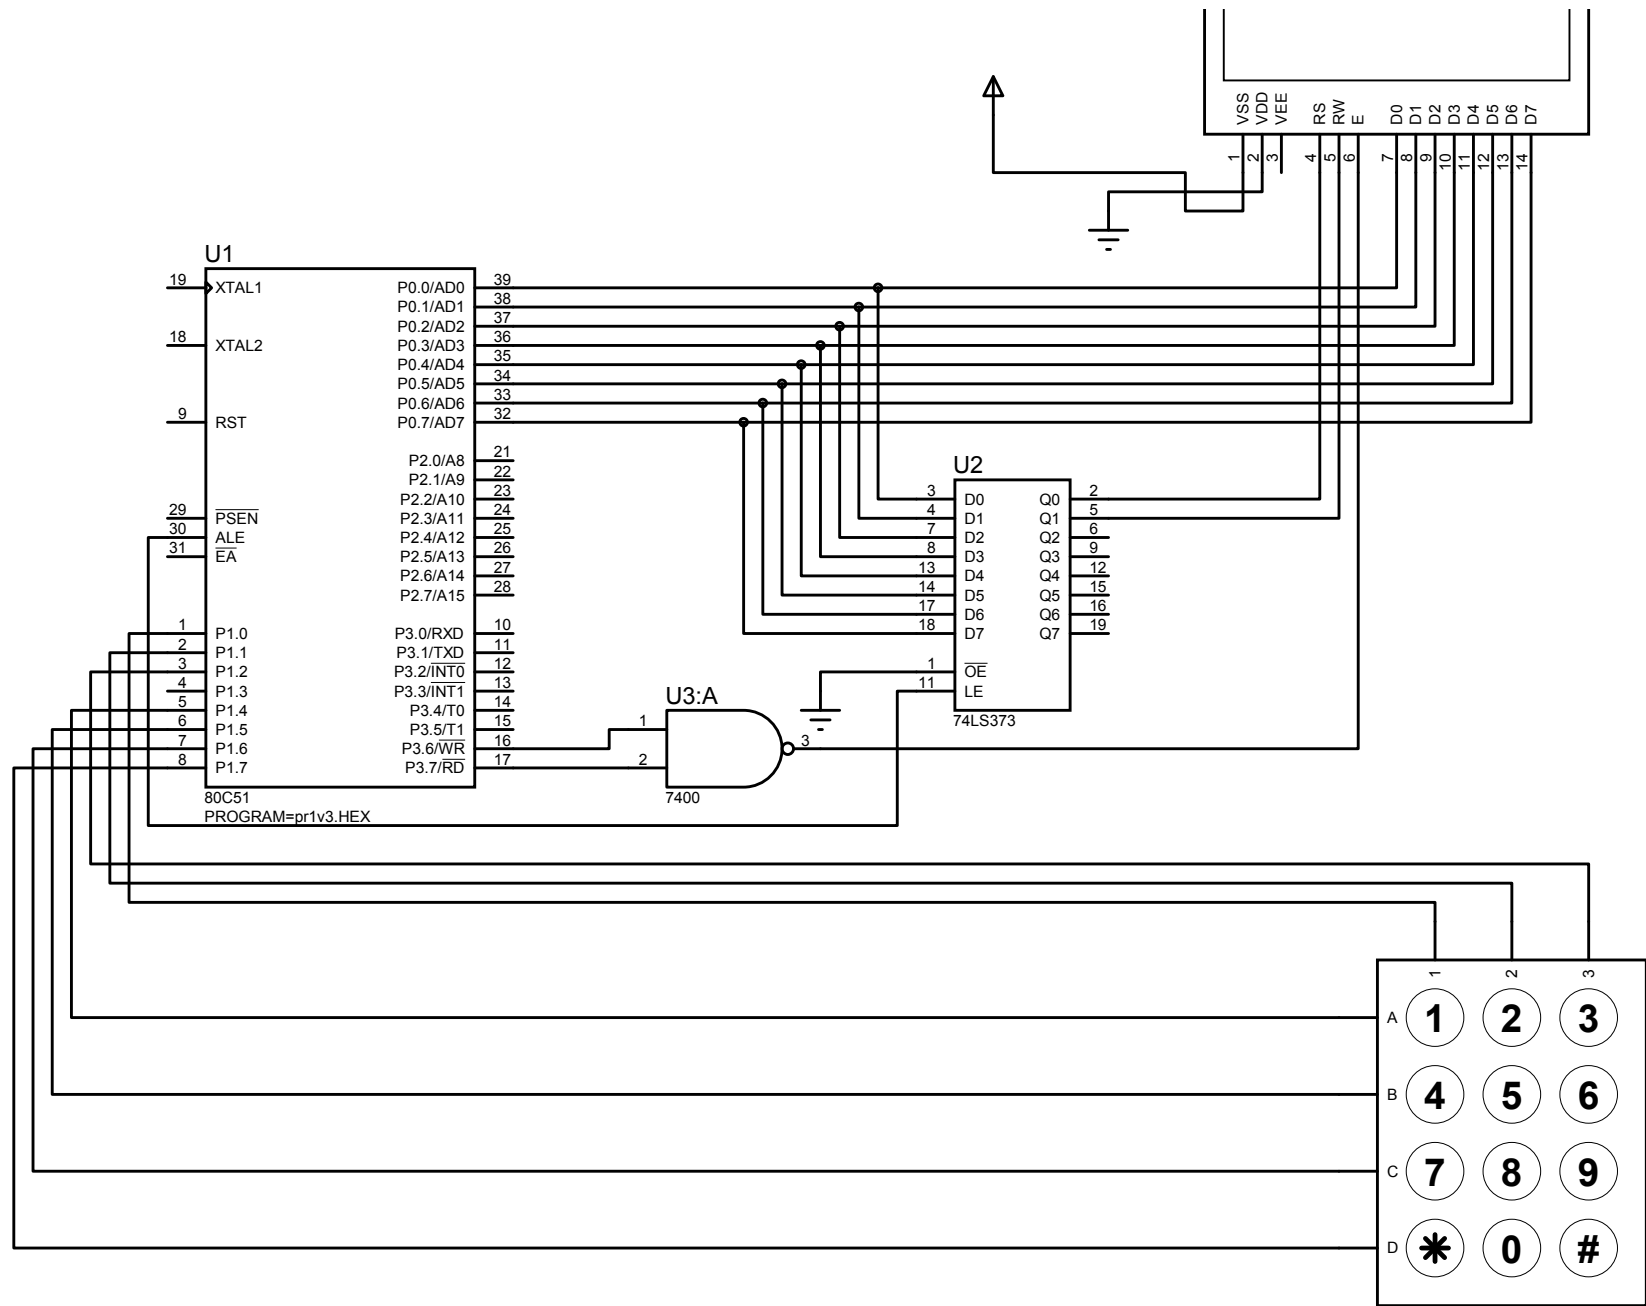 VSS VDD VEE RS RW E D0 D1 D2 D3 D4 D5 D6 D7
1 2 3 4 5 6 7 8 9 10 11 12 13 14
U1
19 XTAL1 P0.0/AD0 39
P0.1/AD1 38
P0.2/AD2 37
18 XTAL2 P0.3/AD3 36
P0.4/AD4 35
P0.5/AD5 34
P0.6/AD6 33
9 RST P0.7/AD7 32
P2.0/A8 21
P2.1/A9 22
P2.2/A10 23
29 PSEN P2.3/A11 24
30 ALE P2.4/A12 25
31 EA P2.5/A13 26
P2.6/A14 27
P2.7/A15 28
1 P1.0 P3.0/RXD 10
2 P1.1 P3.1/TXD 11
3 P1.2 P3.2/INT0 12
4 P1.3 P3.3/INT1 13
5 P1.4 P3.4/T0 14
6 P1.5 P3.5/T1 15
7 P1.6 P3.6/WR 16
8 P1.7 P3.7/RD 17
80C51
PROGRAM=pr1v3.HEX
U2
3 D0 Q0 2
4 D1 Q1 5
7 D2 Q2 6
8 D3 Q3 9
13 D4 Q4 12
14 D5 Q5 15
17 D6 Q6 16
18 D7 Q7 19
1 OE
11 LE
74LS373
U3:A
1
2
3
7400
1 2 3
A 1 2 3
B 4 5 6
C 7 8 9
D * 0 #